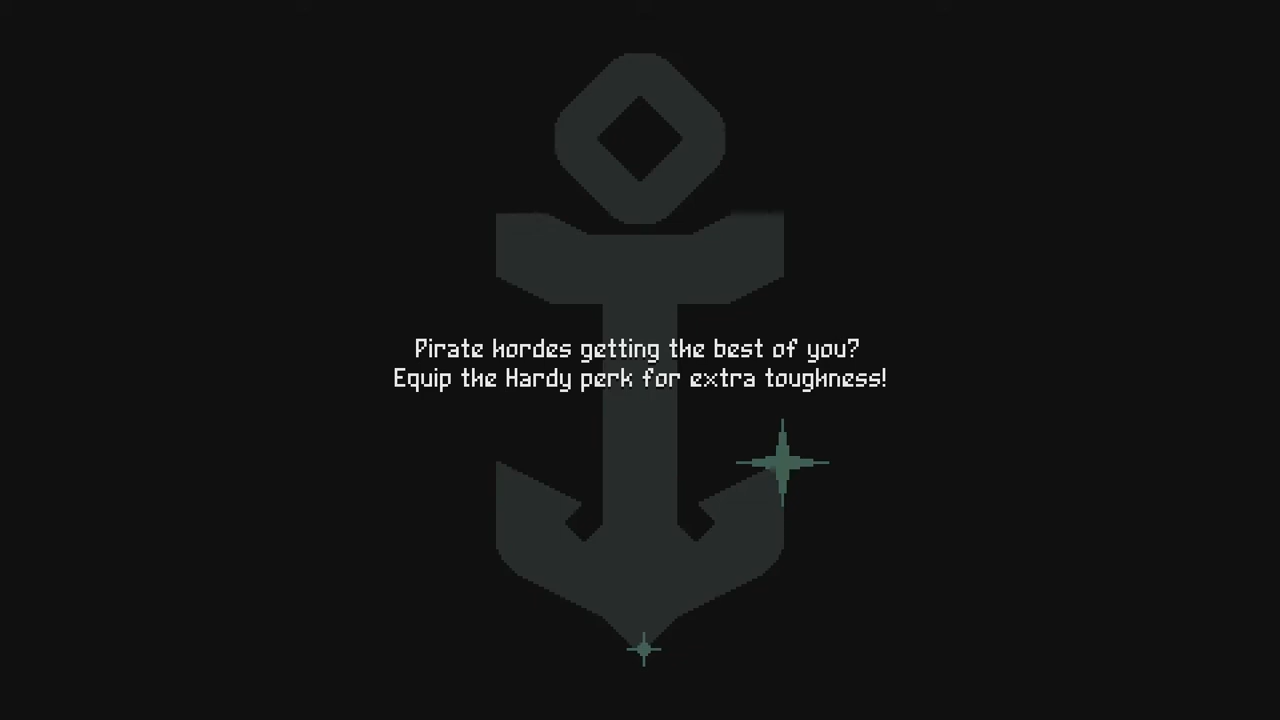 Pirate hordes getting the best of you?
Equip the Hardy perk for extra toughness!